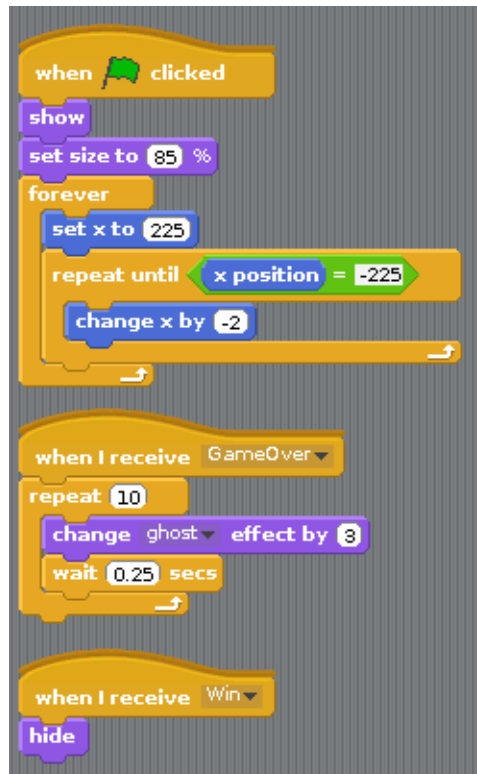 when clicked
show
set size to 85 %
forever
set x to 225
repeat until x position = -225
change x by -2
when I receive GameOver
repeat 10
change ghost effect by 3
wait 0.25 secs
when I receive Win
hide